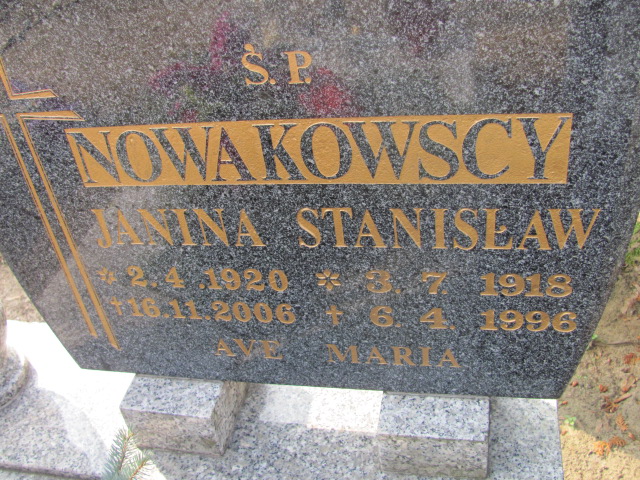 Ś.P.
NOWAKOWSCY
JANINA STANISŁAW
* 2.4.1920 * 3.7.1918
† 16.11.2006 † 6.4.1996
AVE MARIA